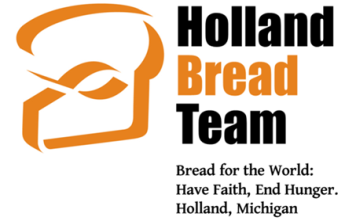 Holland
Bread
Team
Bread for the World:
Have Faith, End Hunger.
Holland, Michigan